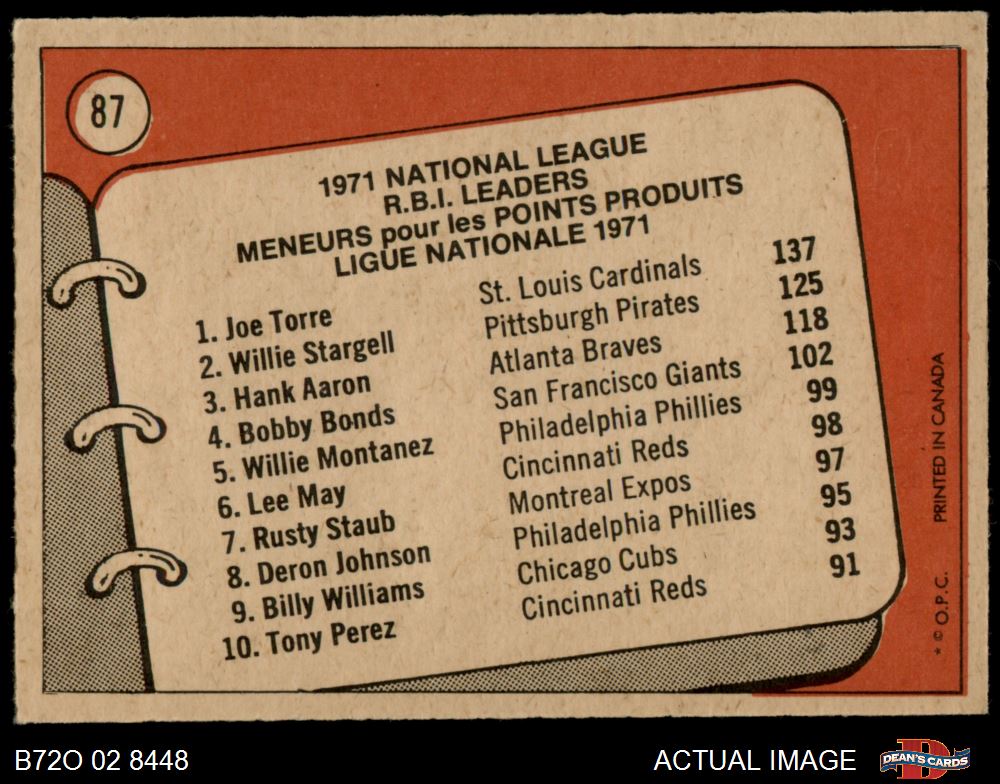 87
1971 NATIONAL LEAGUE
R.B.I. LEADERS
MENEURS pour les POINTS PRODUITS
LIGUE NATIONALE 1971
1. Joe Torre St. Louis Cardinals 137
2. Willie Stargell Pittsburgh Pirates 125
3. Hank Aaron Atlanta Braves 118
4. Bobby Bonds San Francisco Giants 102
5. Willie Montanez Philadelphia Phillies 99
6. Lee May Cincinnati Reds 98
7. Rusty Staub Montreal Expos 97
8. Deron Johnson Philadelphia Phillies 95
9. Billy Williams Chicago Cubs 93
10. Tony Perez Cincinnati Reds 91
* © O.P.C. PRINTED IN CANADA
B72O 02 8448
ACTUAL IMAGE
D
DEAN'S CARDS